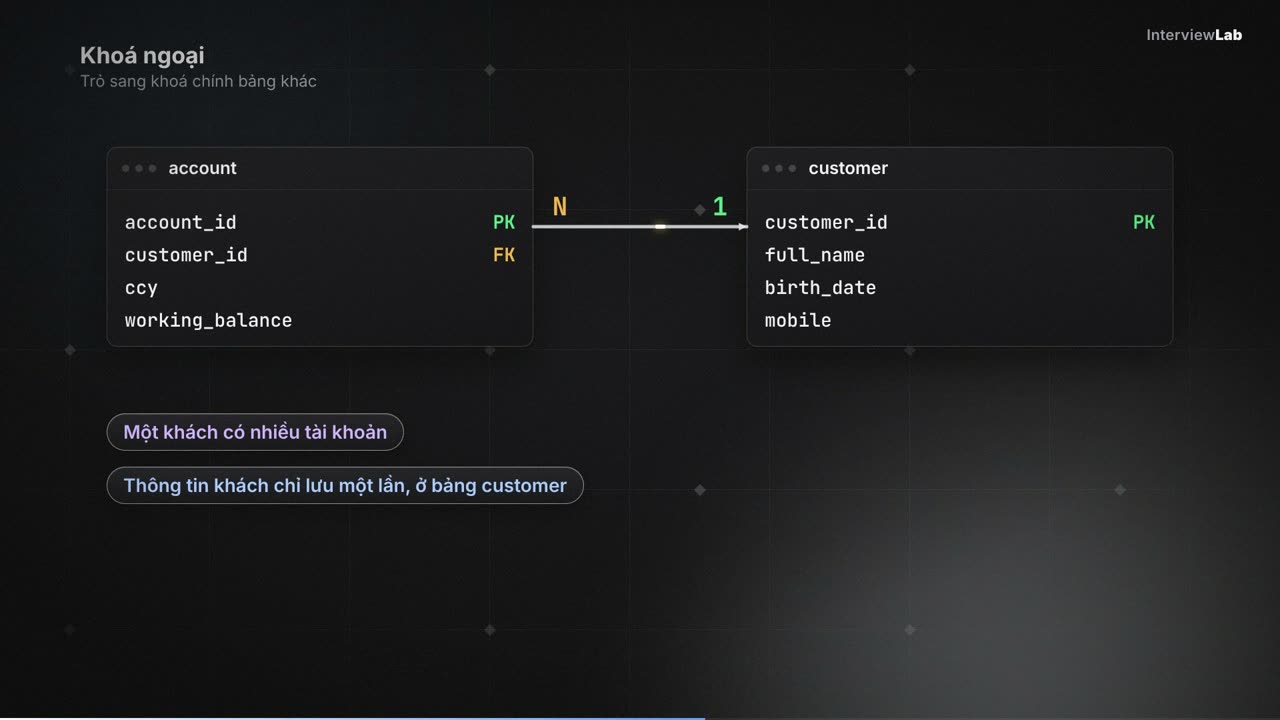 InterviewLab
Khoá ngoại
Trỏ sang khoá chính bảng khác
account
account_id PK
customer_id FK
ccy
working_balance
N 1
customer
customer_id PK
full_name
birth_date
mobile
Một khách có nhiều tài khoản
Thông tin khách chỉ lưu một lần, ở bảng customer